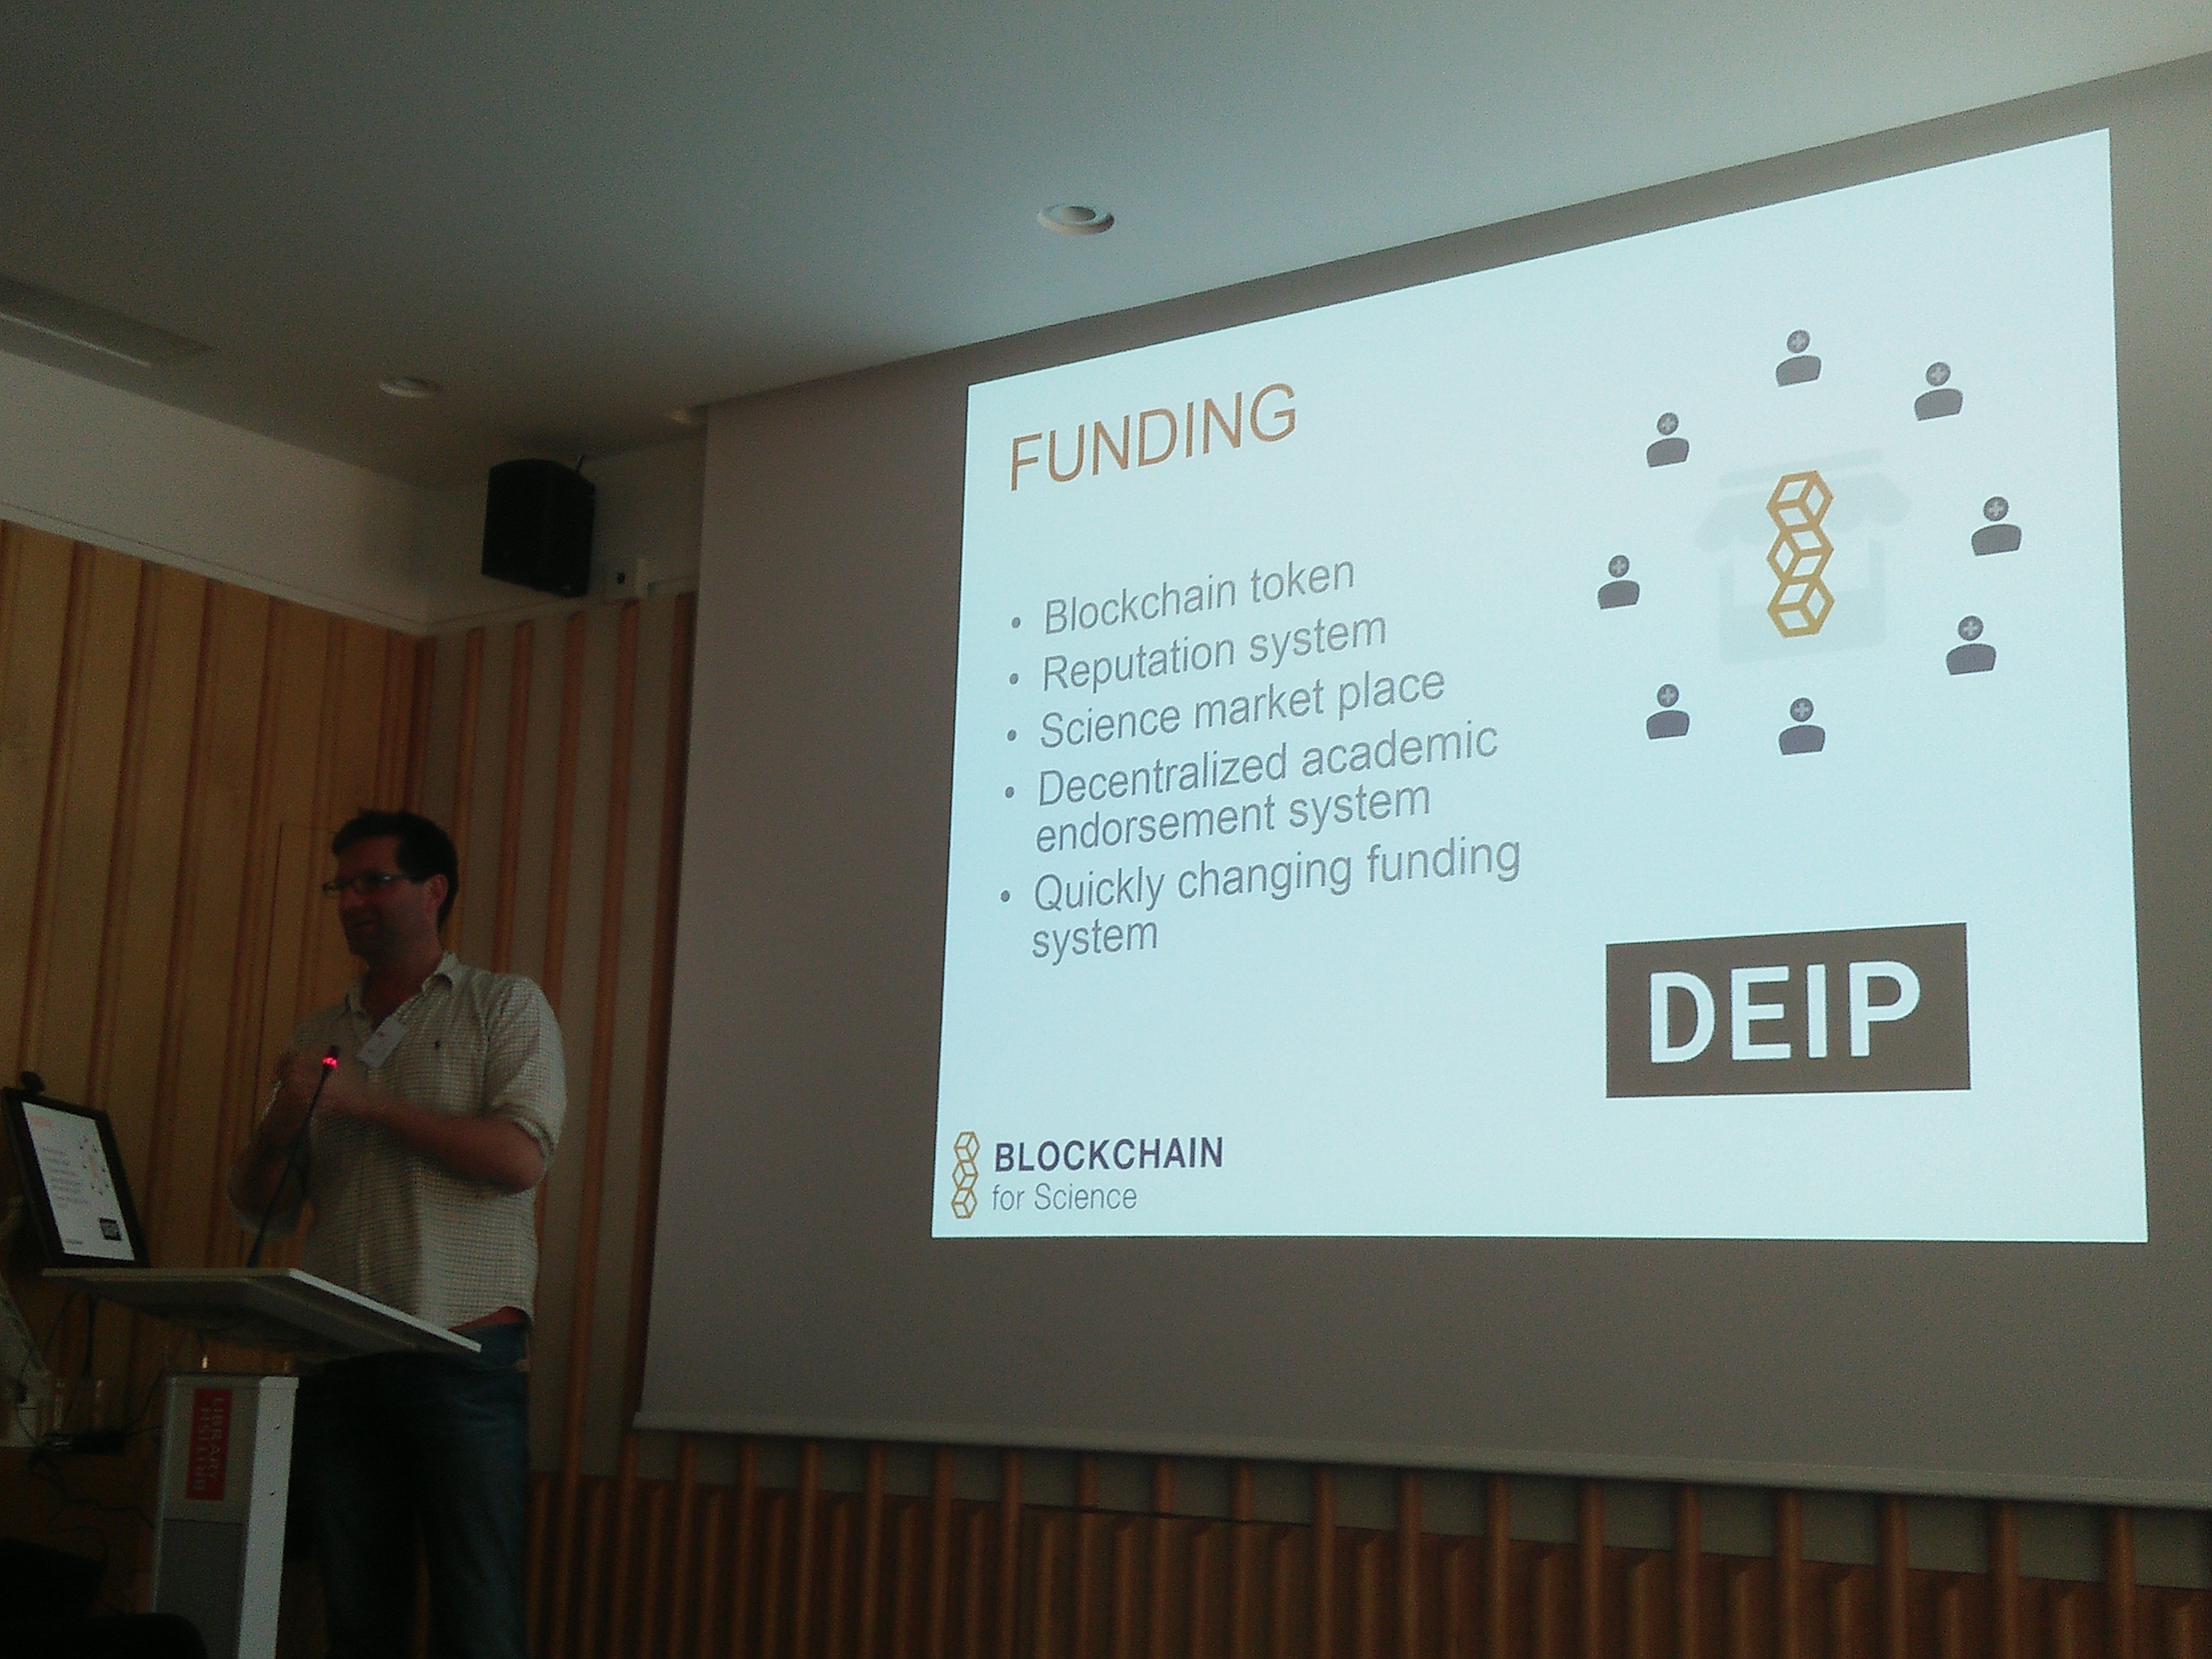 FUNDING
• Blockchain token
• Reputation system
• Science market place
• Decentralized academic
endorsement system
• Quickly changing funding
system
DEIP
BLOCKCHAIN
for Science
LIBRARY